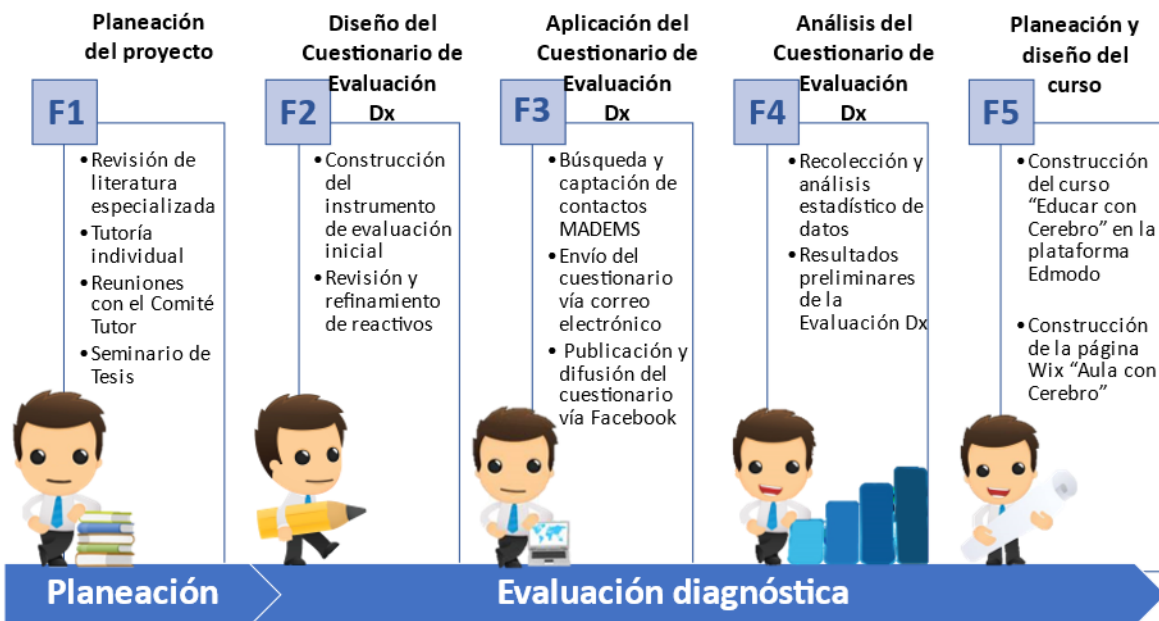 Planeación
del proyecto
F1
•Revisión de
literatura
especializada
•Tutoría
individual
•Reuniones
con el Comité
Tutor
•Seminario de
Tesis
Diseño del
Cuestionario de
Evaluación
Dx
F2
•Construcción
del
instrumento
de evaluación
inicial
•Revisión y
refinamiento
de reactivos
Aplicación del
Cuestionario de
Evaluación
Dx
F3
•Búsqueda y
captación de
contactos
MADEMS
•Envío del
cuestionario
vía correo
electrónico
• Publicación y
difusión del
cuestionario
vía Facebook
Análisis del
Cuestionario de
Evaluación
Dx
F4
•Recolección y
análisis
estadístico de
datos
•Resultados
preliminares
de la
Evaluación Dx
Planeación y
diseño del
curso
F5
•Construcción
del curso
“Educar con
Cerebro” en la
plataforma
Edmodo
•Construcción
de la página
Wix “Aula con
Cerebro”
Planeación
Evaluación diagnóstica